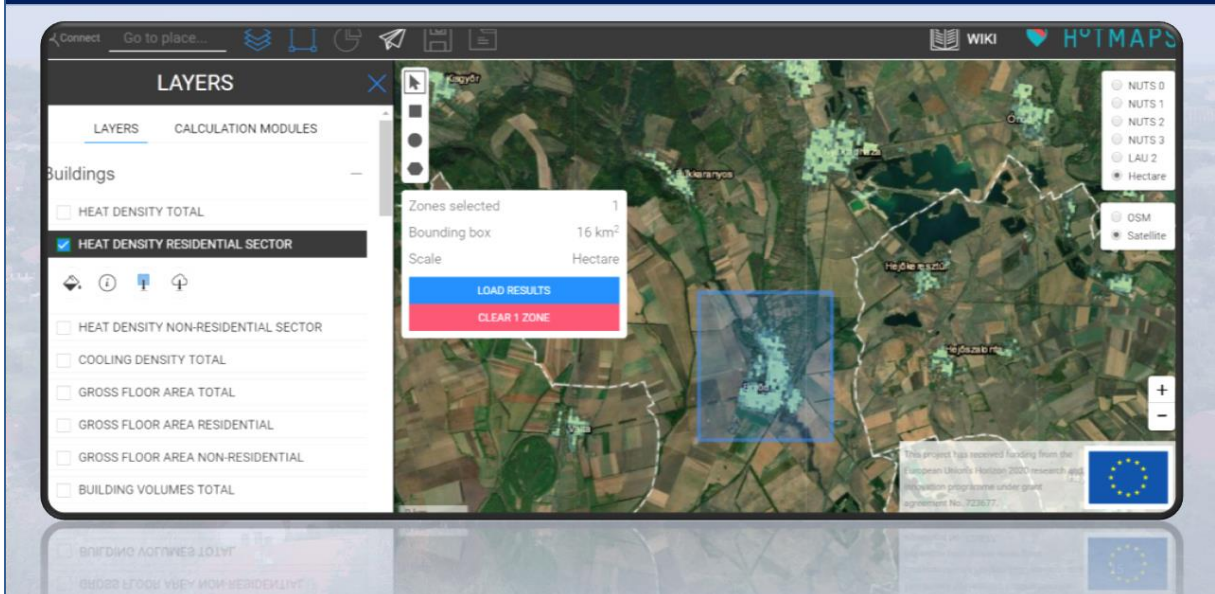 Connect Go to place... WIKI HOTMAPS
LAYERS
LAYERS CALCULATION MODULES
Buildings
HEAT DENSITY TOTAL
HEAT DENSITY RESIDENTIAL SECTOR
HEAT DENSITY NON-RESIDENTIAL SECTOR
COOLING DENSITY TOTAL
GROSS FLOOR AREA TOTAL
GROSS FLOOR AREA RESIDENTIAL
GROSS FLOOR AREA NON-RESIDENTIAL
BUILDING VOLUMES TOTAL
Zones selected 1
Bounding box 16 km²
Scale Hectare
LOAD RESULTS
CLEAR 1 ZONE
NUTS 0
NUTS 1
NUTS 2
NUTS 3
LAU 2
Hectare
OSM
Satellite
+
−
This project has received funding from the
European Union's Horizon 2020 research and
innovation programme under grant
agreement No. 723677.